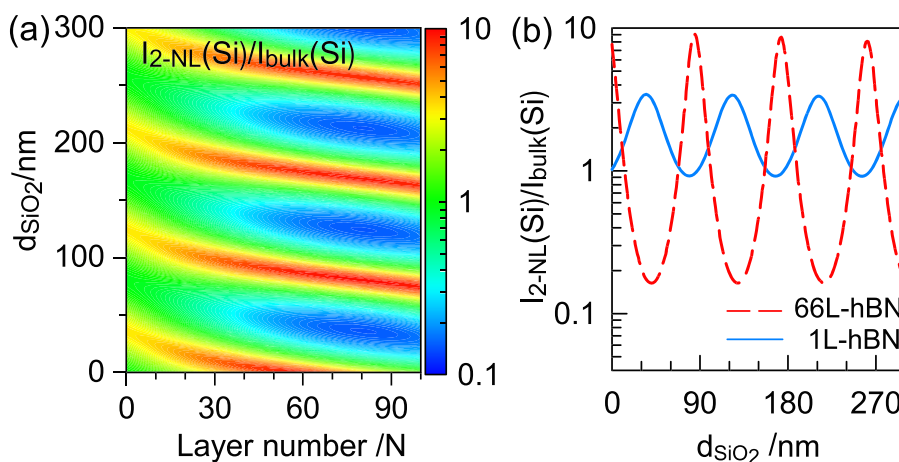 (a)
I2-NL(Si)/Ibulk(Si)
300
200
100
0
dSiO2/nm
0 30 60 90
Layer number /N
10
1
0.1
(b)
I2-NL(Si)/Ibulk(Si)
10
1
0.1
66L-hBN
1L-hBN
0 90 180 270
dSiO2 /nm